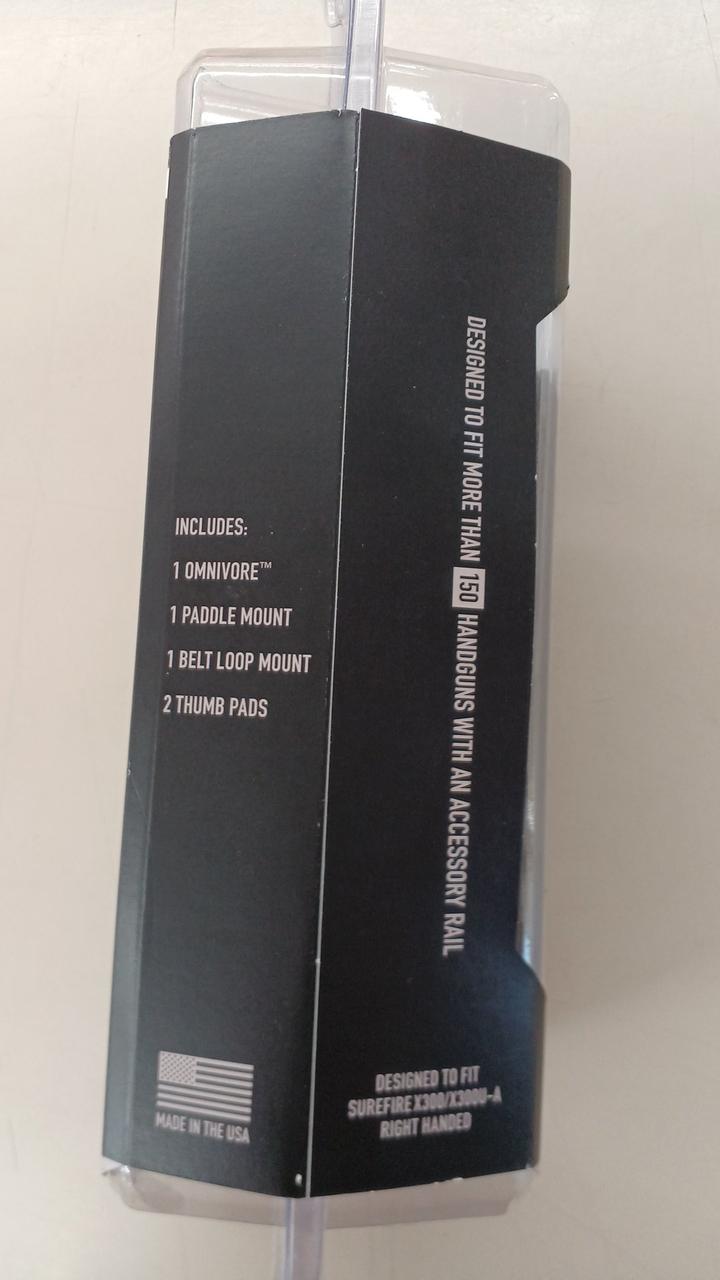 INCLUDES:
1 OMNIVORE™
1 PADDLE MOUNT
1 BELT LOOP MOUNT
2 THUMB PADS
MADE IN THE USA
DESIGNED TO FIT MORE THAN 150 HANDGUNS WITH AN ACCESSORY RAIL
DESIGNED TO FIT
SUREFIRE X300/X300U-A
RIGHT HANDED